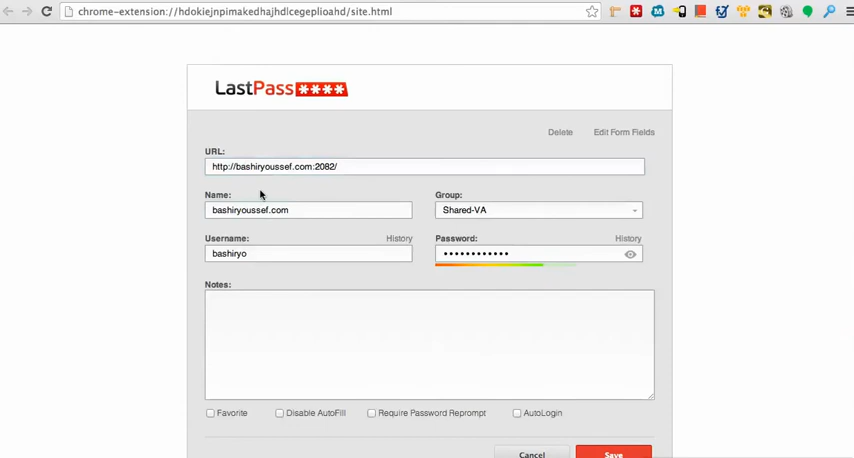 chrome-extension://hdokiejnpimakedhajhdlcegeplioahd/site.html
LastPass ****
Delete Edit Form Fields
URL:
http://bashiryoussef.com:2082/
Name: Group:
bashiryoussef.com Shared-VA
Username: History Password: History
bashiryo ••••••••••••
Notes:
Favorite Disable AutoFill Require Password Reprompt AutoLogin
Cancel Save